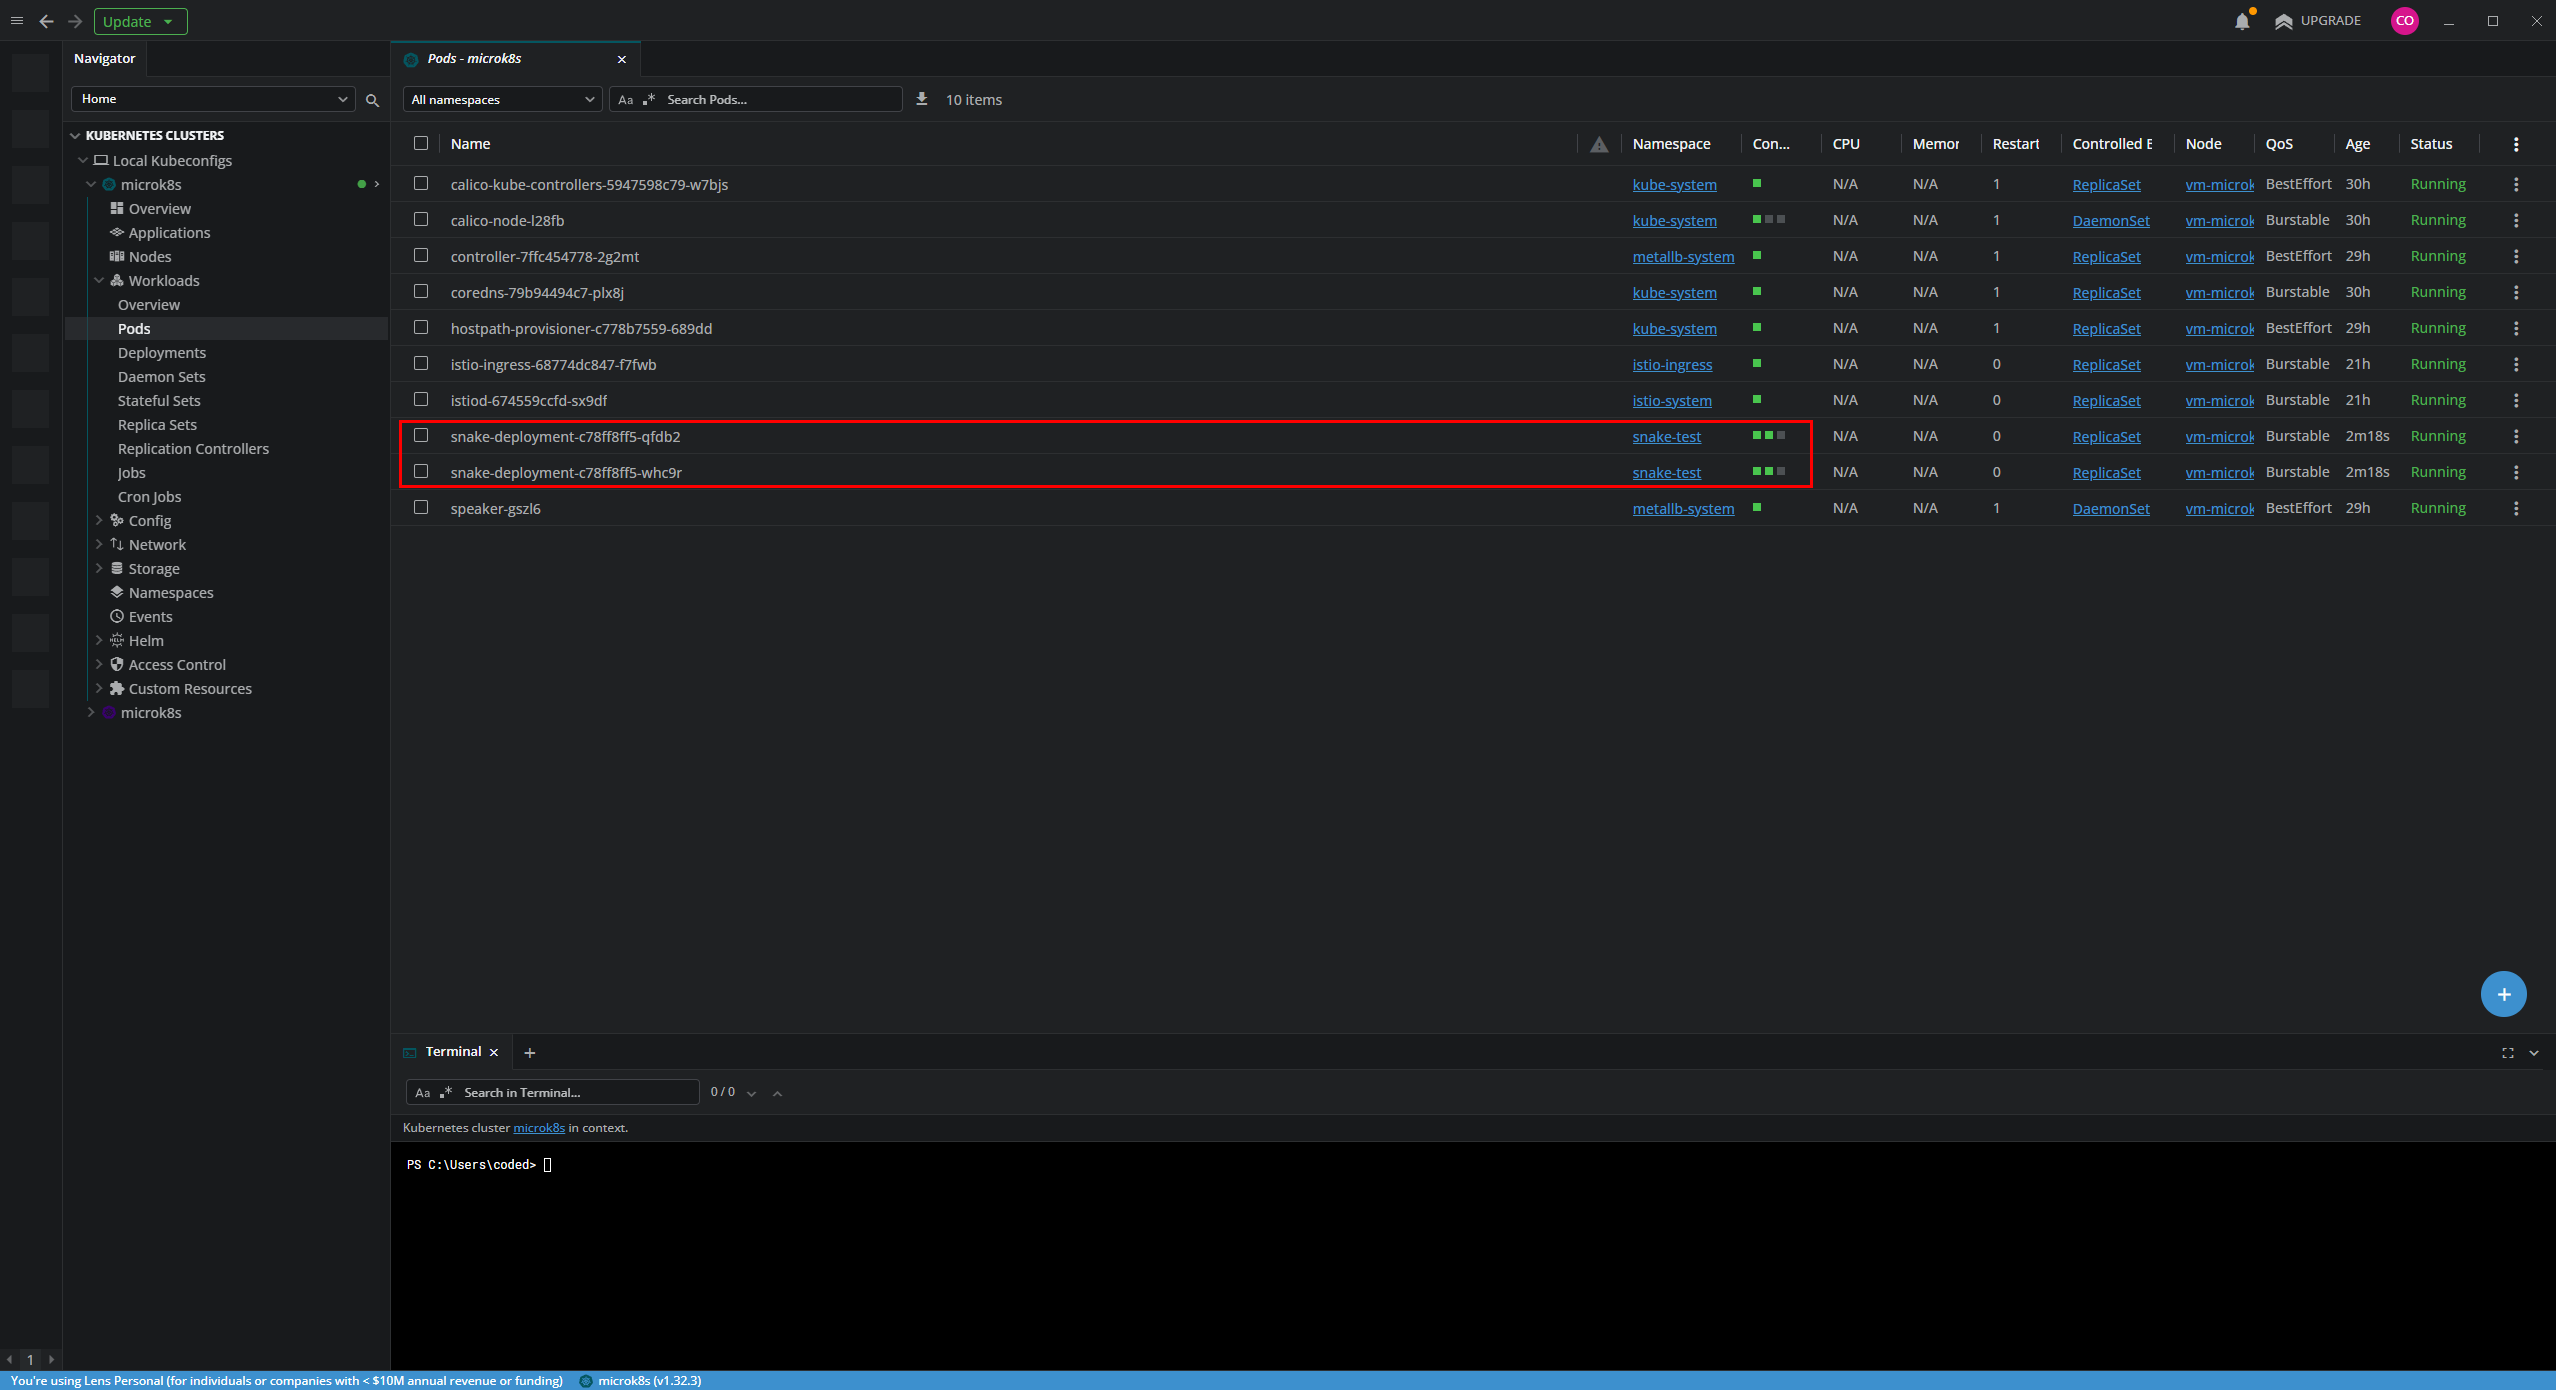 Update
UPGRADE
CO
Navigator
Pods - microk8s
Home
All namespaces
Aa .* Search Pods...
10 items
KUBERNETES CLUSTERS
Local Kubeconfigs
microk8s
Overview
Applications
Nodes
Workloads
Overview
Pods
Deployments
Daemon Sets
Stateful Sets
Replica Sets
Replication Controllers
Jobs
Cron Jobs
Config
Network
Storage
Namespaces
Events
Helm
Access Control
Custom Resources
microk8s
Name Namespace Con... CPU Memor Restart Controlled B Node QoS Age Status
calico-kube-controllers-5947598c79-w7bjs kube-system N/A N/A 1 ReplicaSet vm-microk BestEffort 30h Running
calico-node-l28fb kube-system N/A N/A 1 DaemonSet vm-microk Burstable 30h Running
controller-7ffc454778-2g2mt metallb-system N/A N/A 1 ReplicaSet vm-microk BestEffort 29h Running
coredns-79b94494c7-plx8j kube-system N/A N/A 1 ReplicaSet vm-microk Burstable 30h Running
hostpath-provisioner-c778b7559-689dd kube-system N/A N/A 1 ReplicaSet vm-microk BestEffort 29h Running
istio-ingress-68774dc847-f7fwb istio-ingress N/A N/A 0 ReplicaSet vm-microk Burstable 21h Running
istiod-674559ccfd-sx9df istio-system N/A N/A 0 ReplicaSet vm-microk Burstable 21h Running
snake-deployment-c78ff8ff5-qfdb2 snake-test N/A N/A 0 ReplicaSet vm-microk Burstable 2m18s Running
snake-deployment-c78ff8ff5-whc9r snake-test N/A N/A 0 ReplicaSet vm-microk Burstable 2m18s Running
speaker-gszl6 metallb-system N/A N/A 1 DaemonSet vm-microk BestEffort 29h Running
Terminal
Aa .* Search in Terminal... 0 / 0
Kubernetes cluster microk8s in context.
PS C:\Users\coded>
1
You're using Lens Personal (for individuals or companies with < $10M annual revenue or funding) microk8s (v1.32.3)